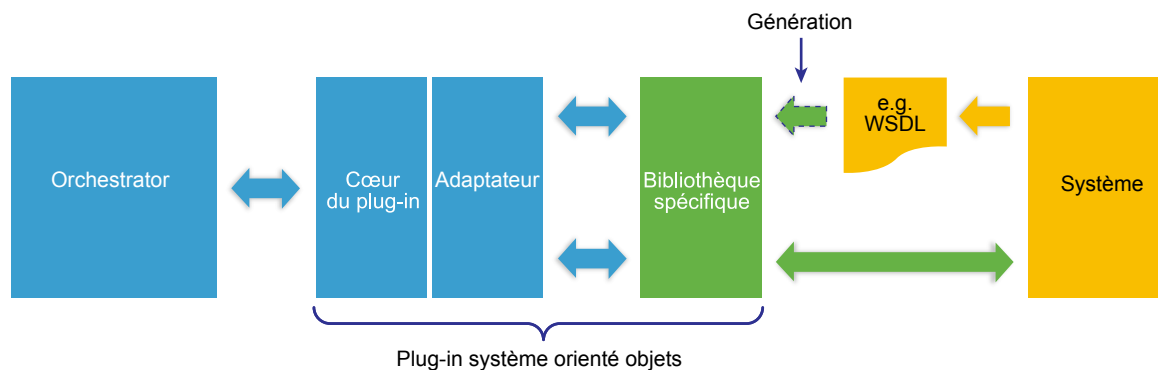 Génération
Orchestrator
Cœur
du plug-in
Adaptateur
Bibliothèque
spécifique
e.g.
WSDL
Système
Plug-in système orienté objets